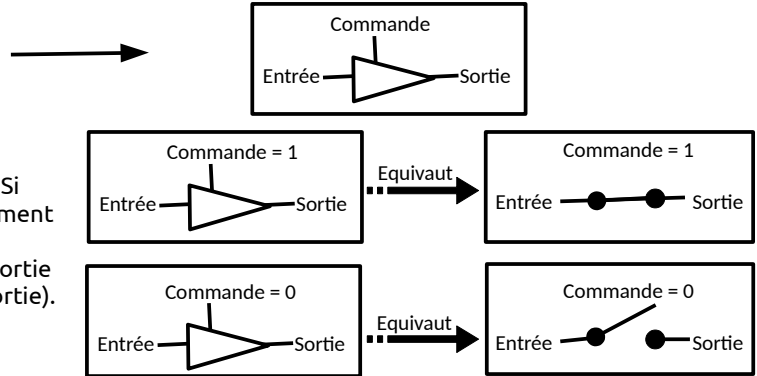 Commande
Entrée Sortie
Commande = 1
Entrée Sortie
Equivaut
Commande = 1
Entrée Sortie
Si
ment
ortie
ortie).
Commande = 0
Entrée Sortie
Equivaut
Commande = 0
Entrée Sortie